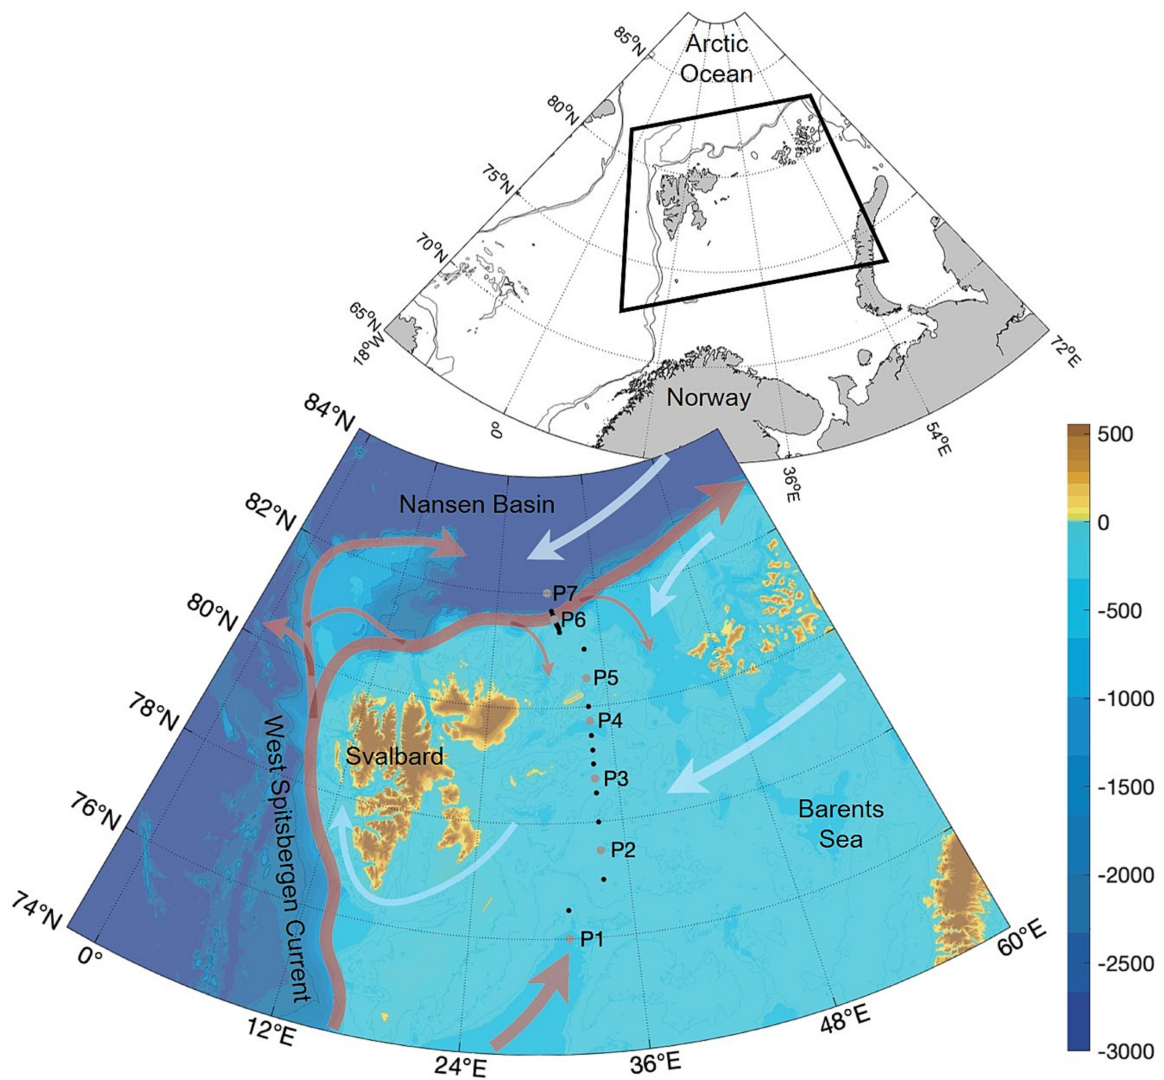 Arctic
Ocean
85°N
80°N
75°N
70°N
65°N
18°W
0°
36°E
54°E
72°E
Norway
84°N
82°N
80°N
78°N
76°N
74°N
0°
12°E
24°E
36°E
48°E
60°E
Nansen Basin
P7
P6
P5
P4
P3
P2
P1
Svalbard
West Spitsbergen Current
Barents
Sea
500
0
-500
-1000
-1500
-2000
-2500
-3000